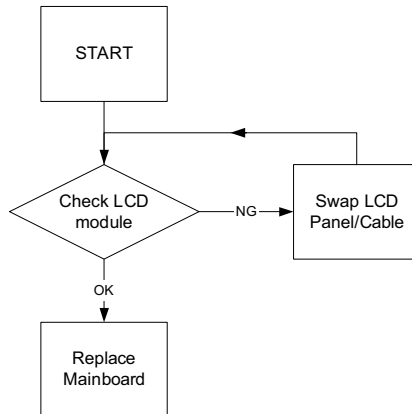 START
Check LCD
module
NG
Swap LCD
Panel/Cable
OK
Replace
Mainboard